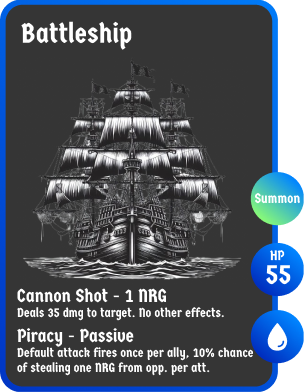 Battleship
Summon
HP
55
Cannon Shot - 1 NRG
Deals 35 dmg to target. No other effects.
Piracy - Passive
Default attack fires once per ally, 10% chance
of stealing one NRG from opp. per att.